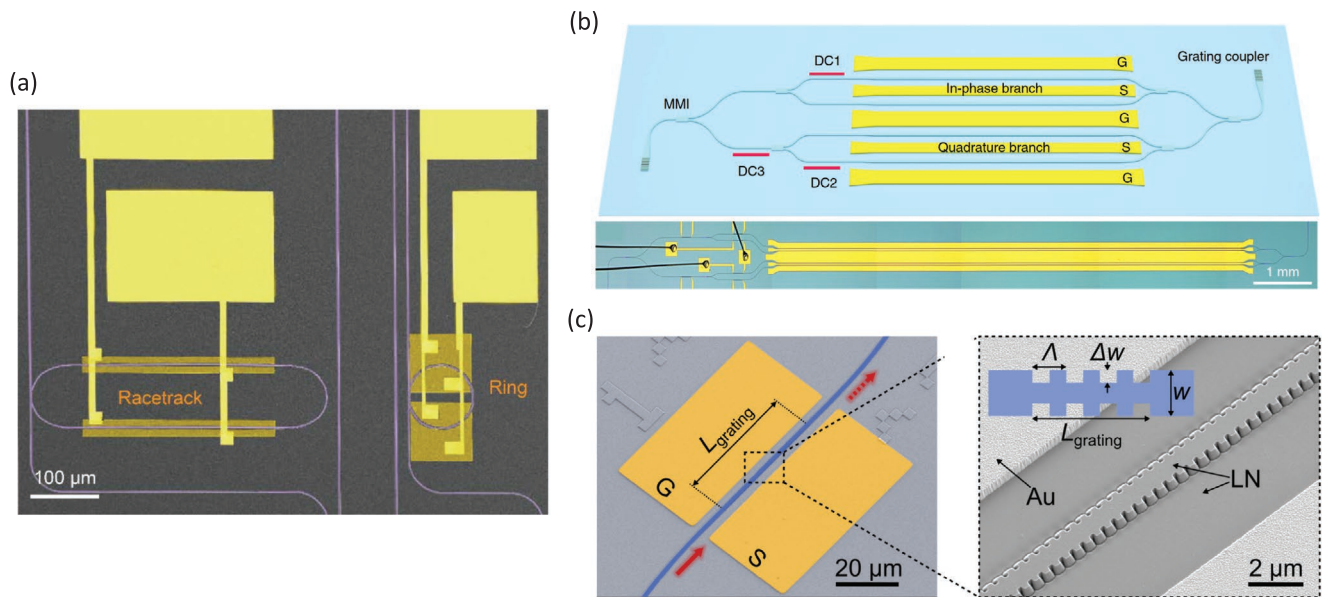 (a)
Racetrack
Ring
100 µm
(b)
DC1
G
Grating coupler
MMI
In-phase branch
S
G
Quadrature branch
S
DC3
DC2
G
1 mm
(c)
Lgrating
G
S
20 µm
Λ
Δw
w
Lgrating
Au
LN
2 µm